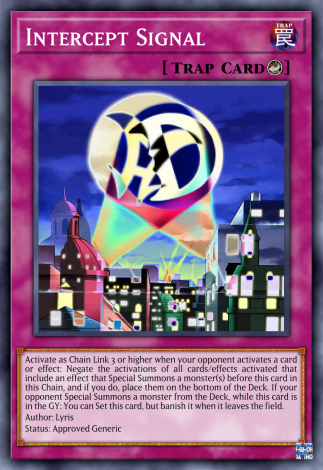 INTERCEPT SIGNAL
TRAP
罠
[TRAP CARD]
Activate as Chain Link 3 or higher when your opponent activates a card
or effect: Negate the activations of all cards/effects activated that
include an effect that Special Summons a monster(s) before this card in
this Chain, and if you do, place them on the bottom of the Deck. If your
opponent Special Summons a monster from the Deck, while this card is
in the GY: You can Set this card, but banish it when it leaves the field.
Author: Lyris
Status: Approved Generic